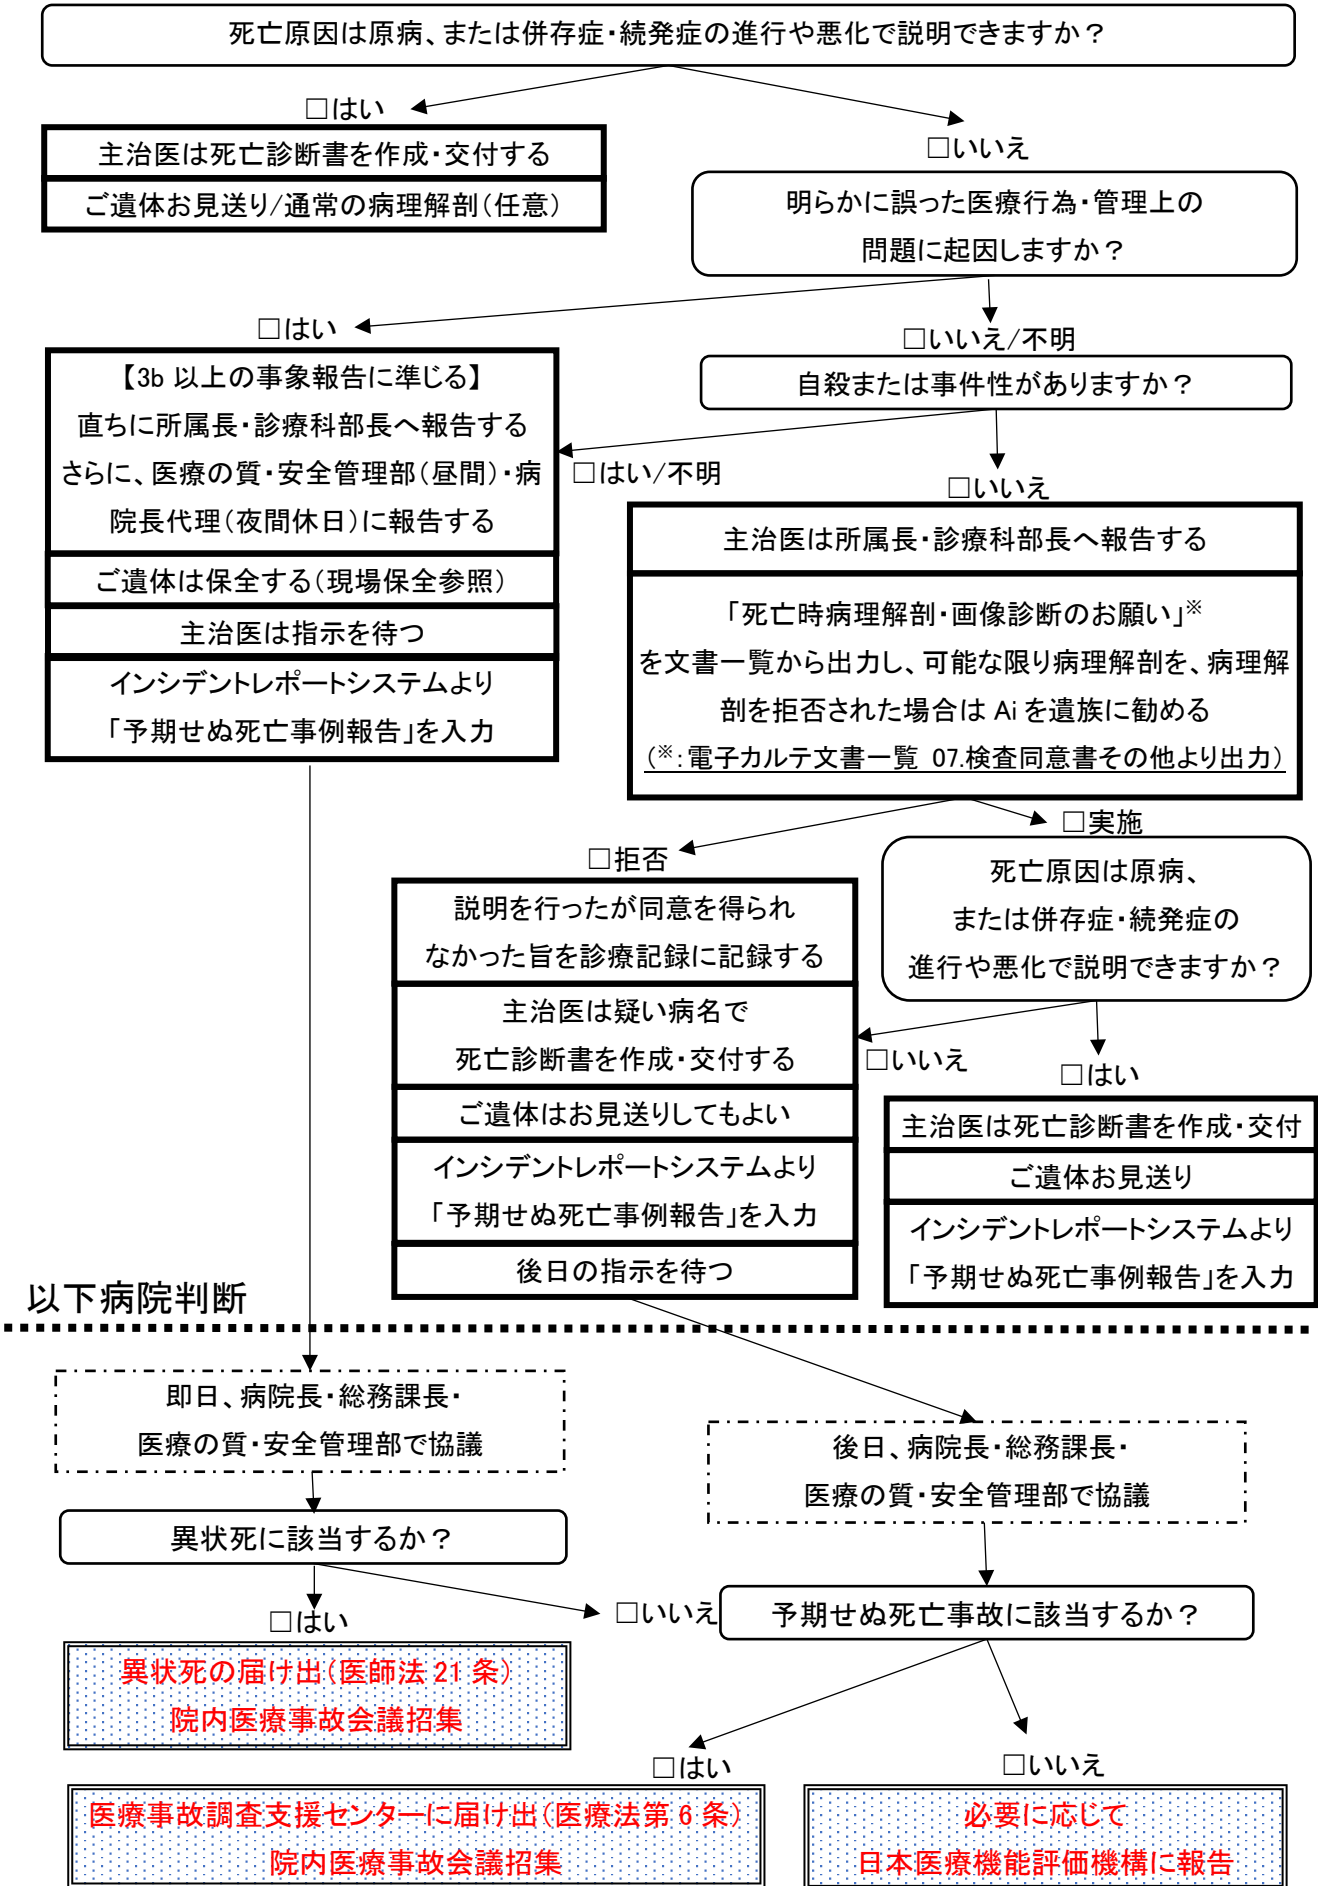 死亡原因は原病、または併存症・続発症の進行や悪化で説明できますか？
□はい
主治医は死亡診断書を作成・交付する
ご遺体お見送り/通常の病理解剖（任意）
□いいえ
明らかに誤った医療行為・管理上の
問題に起因しますか？
□はい
【3b 以上の事象報告に準じる】
直ちに所属長・診療科部長へ報告する
さらに、医療の質・安全管理部（昼間）・病
院長代理（夜間休日）に報告する
ご遺体は保全する（現場保全参照）
主治医は指示を待つ
インシデントレポートシステムより
「予期せぬ死亡事例報告」を入力
□いいえ/不明
自殺または事件性がありますか？
□はい/不明
□いいえ
主治医は所属長・診療科部長へ報告する
「死亡時病理解剖・画像診断のお願い」※
を文書一覧から出力し、可能な限り病理解剖を、病理解
剖を拒否された場合は Ai を遺族に勧める
（※：電子カルテ文書一覧 07.検査同意書その他より出力）
□拒否
説明を行ったが同意を得られ
なかった旨を診療記録に記録する
主治医は疑い病名で
死亡診断書を作成・交付する
ご遺体はお見送りしてもよい
インシデントレポートシステムより
「予期せぬ死亡事例報告」を入力
後日の指示を待つ
□実施
死亡原因は原病、
または併存症・続発症の
進行や悪化で説明できますか？
□いいえ
□はい
主治医は死亡診断書を作成・交付
ご遺体お見送り
インシデントレポートシステムより
「予期せぬ死亡事例報告」を入力
以下病院判断
即日、病院長・総務課長・
医療の質・安全管理部で協議
異状死に該当するか？
□はい
□いいえ
異状死の届け出（医師法 21 条）
院内医療事故会議招集
後日、病院長・総務課長・
医療の質・安全管理部で協議
予期せぬ死亡事故に該当するか？
□はい
□いいえ
医療事故調査支援センターに届け出（医療法第 6 条）
院内医療事故会議招集
必要に応じて
日本医療機能評価機構に報告